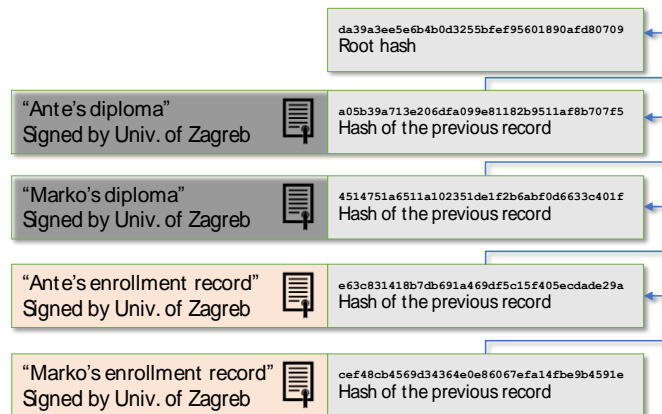 da39a3ee5e6b4b0d3255bfef95601890afd80709
Root hash
“Ante’s diploma”
Signed by Univ. of Zagreb
a05b39a713e206dfa099e81182b9511af8b707f5
Hash of the previous record
“Marko’s diploma”
Signed by Univ. of Zagreb
4514751a6511a102351de1f2b6abf0d6633c401f
Hash of the previous record
“Ante’s enrollment record”
Signed by Univ. of Zagreb
e63c831418b7db691a469df5c15f405ecdade29a
Hash of the previous record
“Marko’s enrollment record”
Signed by Univ. of Zagreb
cef48cb4569d34364e0e86067efa14fbe9b4591e
Hash of the previous record